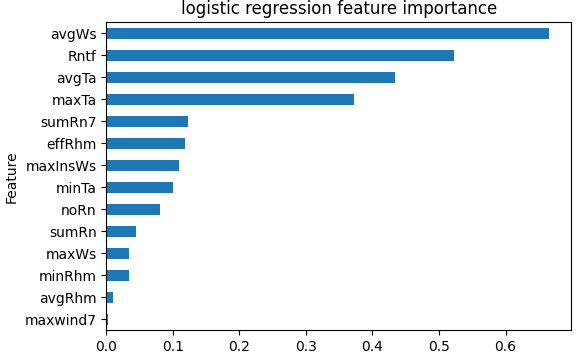 logistic regression feature importance
Feature
avgWs
Rntf
avgTa
maxTa
sumRn7
effRhm
maxInsWs
minTa
noRn
sumRn
maxWs
minRhm
avgRhm
maxwind7
0.0 0.1 0.2 0.3 0.4 0.5 0.6